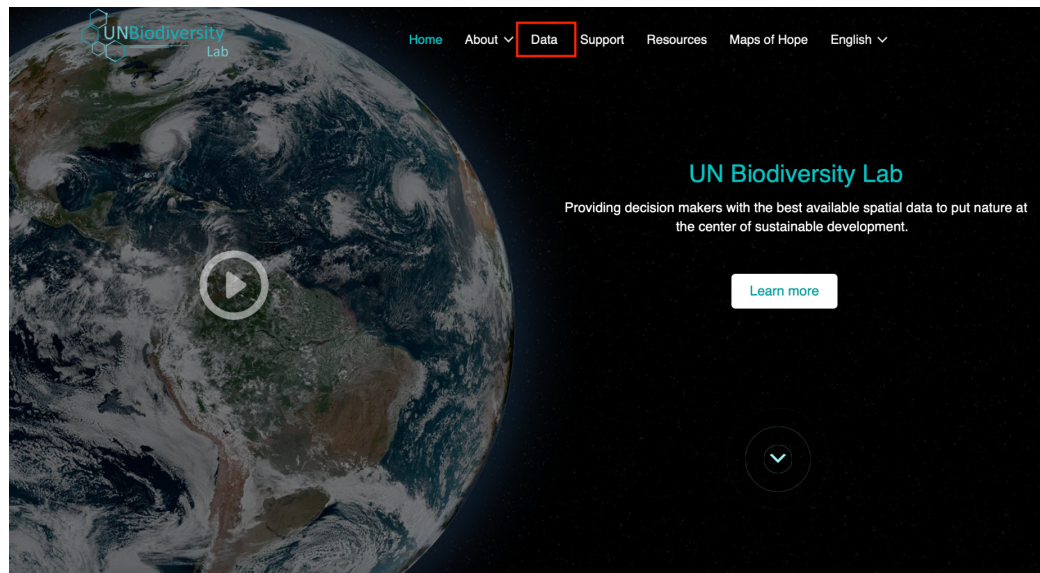 UNBiodiversity
Lab
Home About Data Support Resources Maps of Hope English
UN Biodiversity Lab
Providing decision makers with the best available spatial data to put nature at
the center of sustainable development.
Learn more